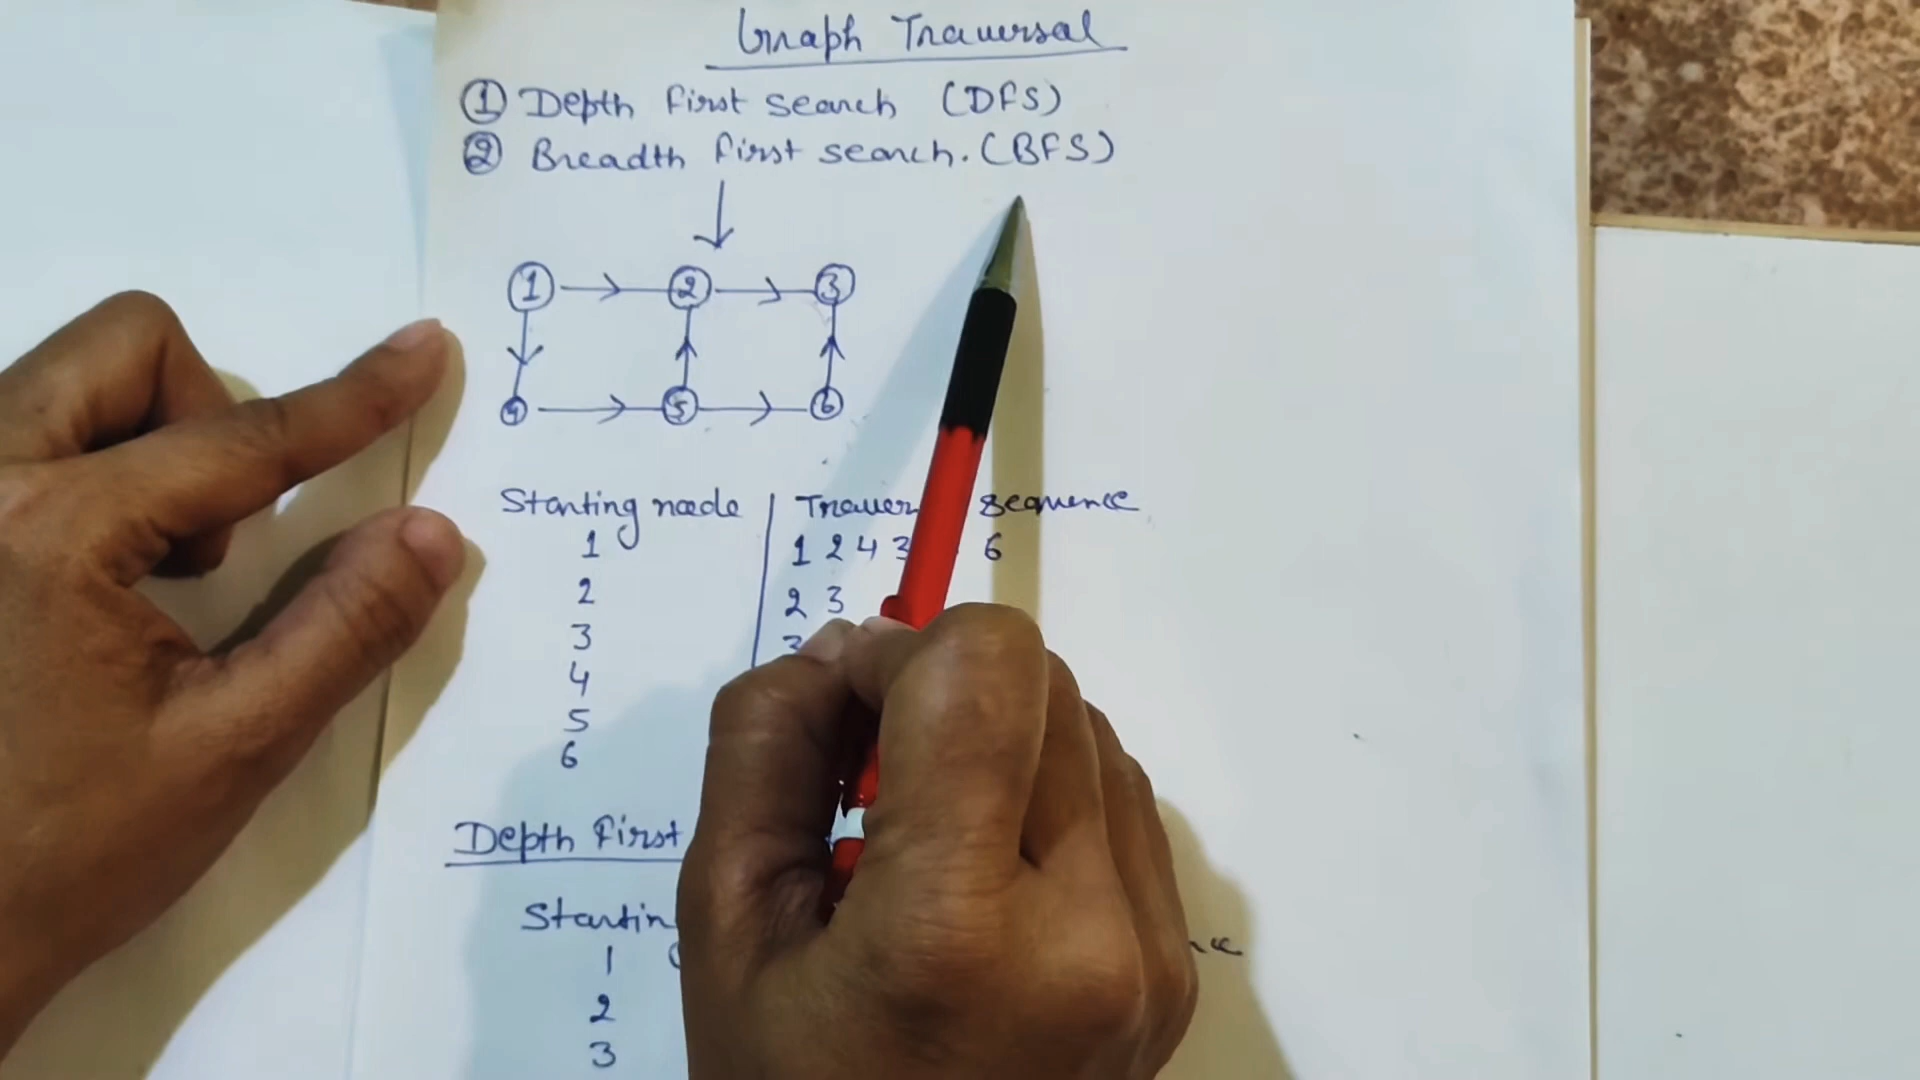 Graph Traversal
① Depth first search (DFS)
② Breadth first search. (BFS)
1 2 3
4 5 6
Starting node sequence
1 1 2 4 3 6
2 2 3
3 3
4
5
6
Depth first
1
2
3